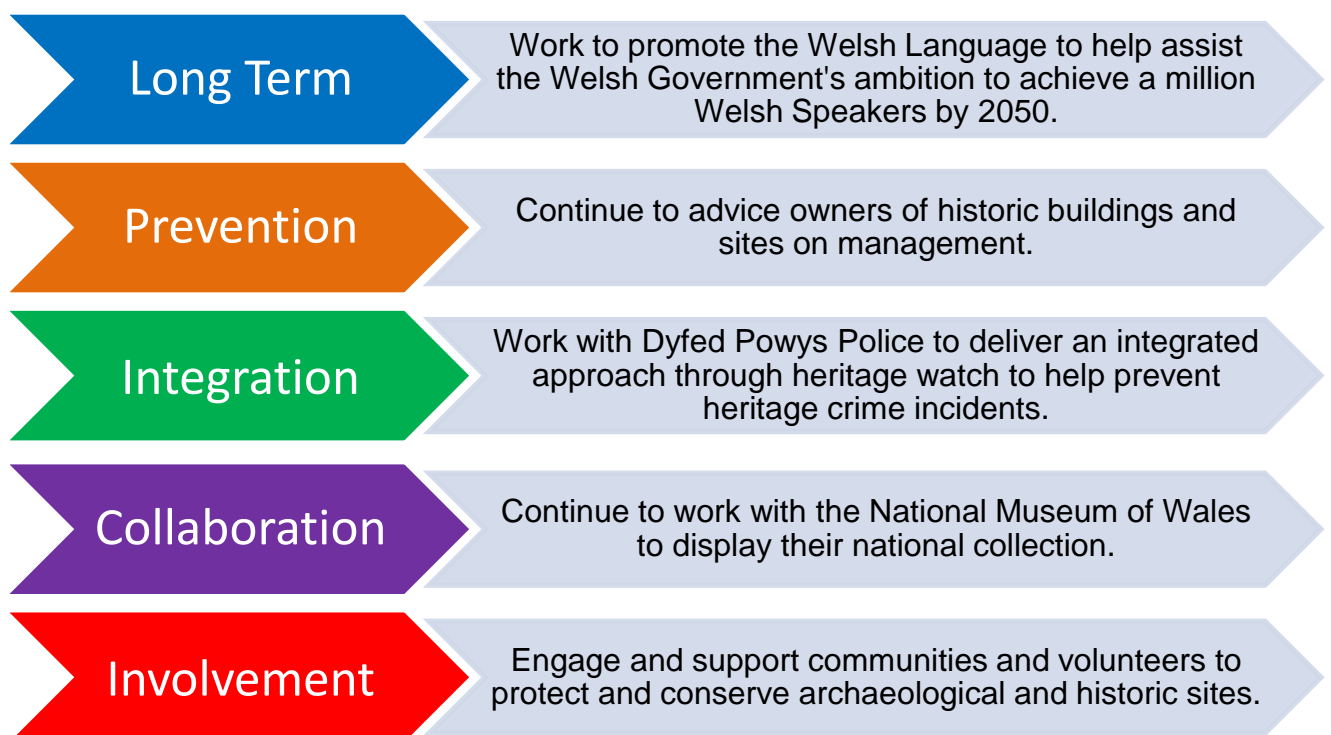 Long Term
Work to promote the Welsh Language to help assist
the Welsh Government's ambition to achieve a million
Welsh Speakers by 2050.
Prevention
Continue to advice owners of historic buildings and
sites on management.
Integration
Work with Dyfed Powys Police to deliver an integrated
approach through heritage watch to help prevent
heritage crime incidents.
Collaboration
Continue to work with the National Museum of Wales
to display their national collection.
Involvement
Engage and support communities and volunteers to
protect and conserve archaeological and historic sites.